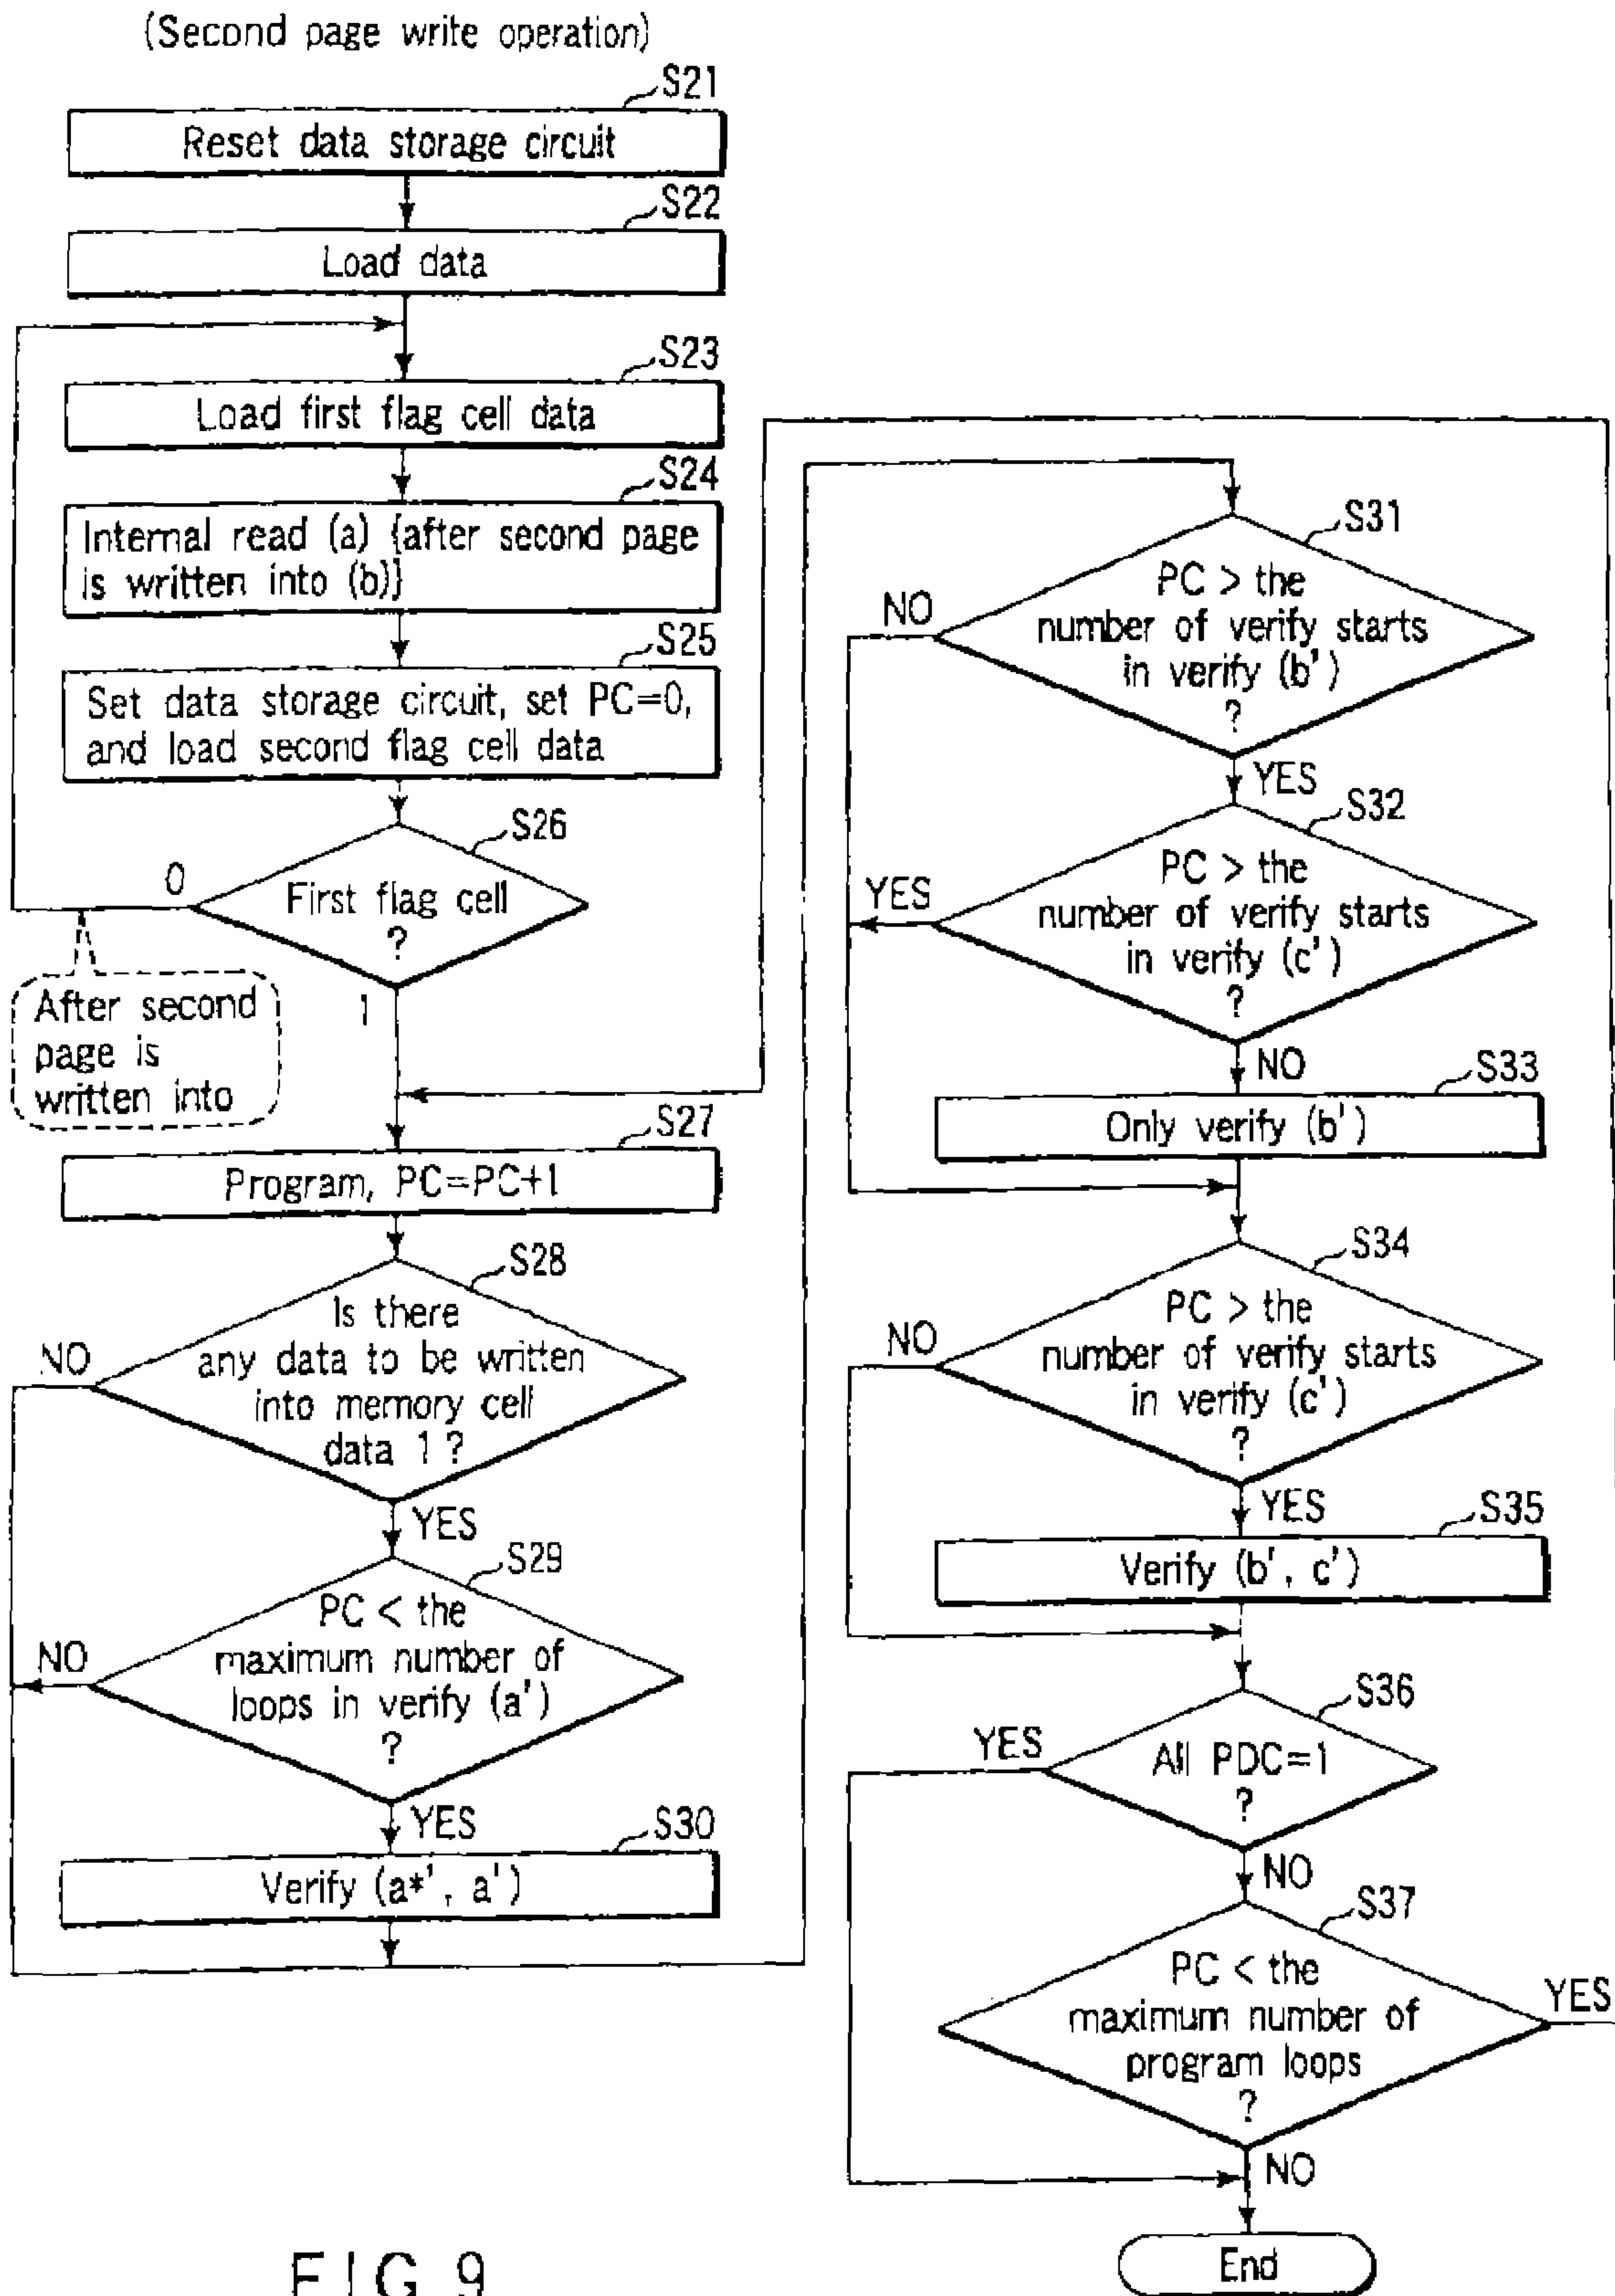 (Second page write operation)
S21
Reset data storage circuit
S22
Load data
S23
Load first flag cell data
S24
Internal read (a) {after second page
is written into (b)}
S25
Set data storage circuit, set PC=0,
and load second flag cell data
S26
First flag cell
?
0
1
After second
page is
written into
S27
Program, PC=PC+1
S28
Is there
any data to be written
into memory cell
data 1 ?
NO
YES
S29
PC < the
maximum number of
loops in verify (a')
?
NO
YES
S30
Verify (a*', a')
S31
PC > the
number of verify starts
in verify (b')
?
NO
YES
S32
PC > the
number of verify starts
in verify (c')
?
YES
NO
S33
Only verify (b')
S34
PC > the
number of verify starts
in verify (c')
?
NO
YES
S35
Verify (b', c')
S36
All PDC=1
?
YES
NO
S37
PC < the
maximum number of
program loops
?
YES
NO
End
FIG. 9